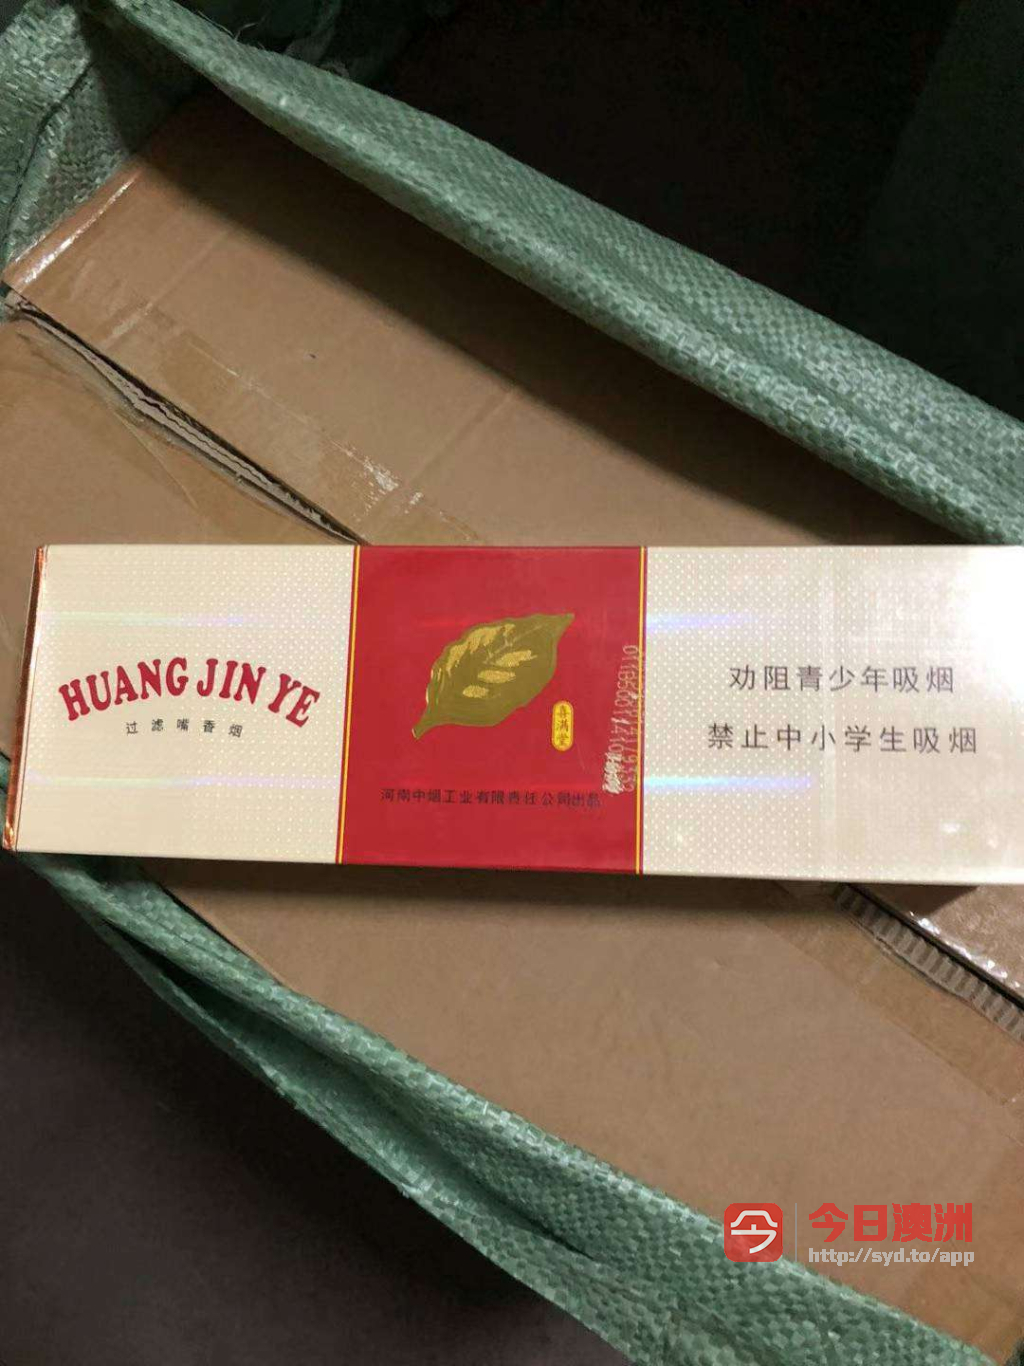 HUANG JIN YE
过滤嘴香烟
喜满堂
河南中烟工业有限责任公司出品
劝阻青少年吸烟
禁止中小学生吸烟
今日澳洲
http://syd.to/app